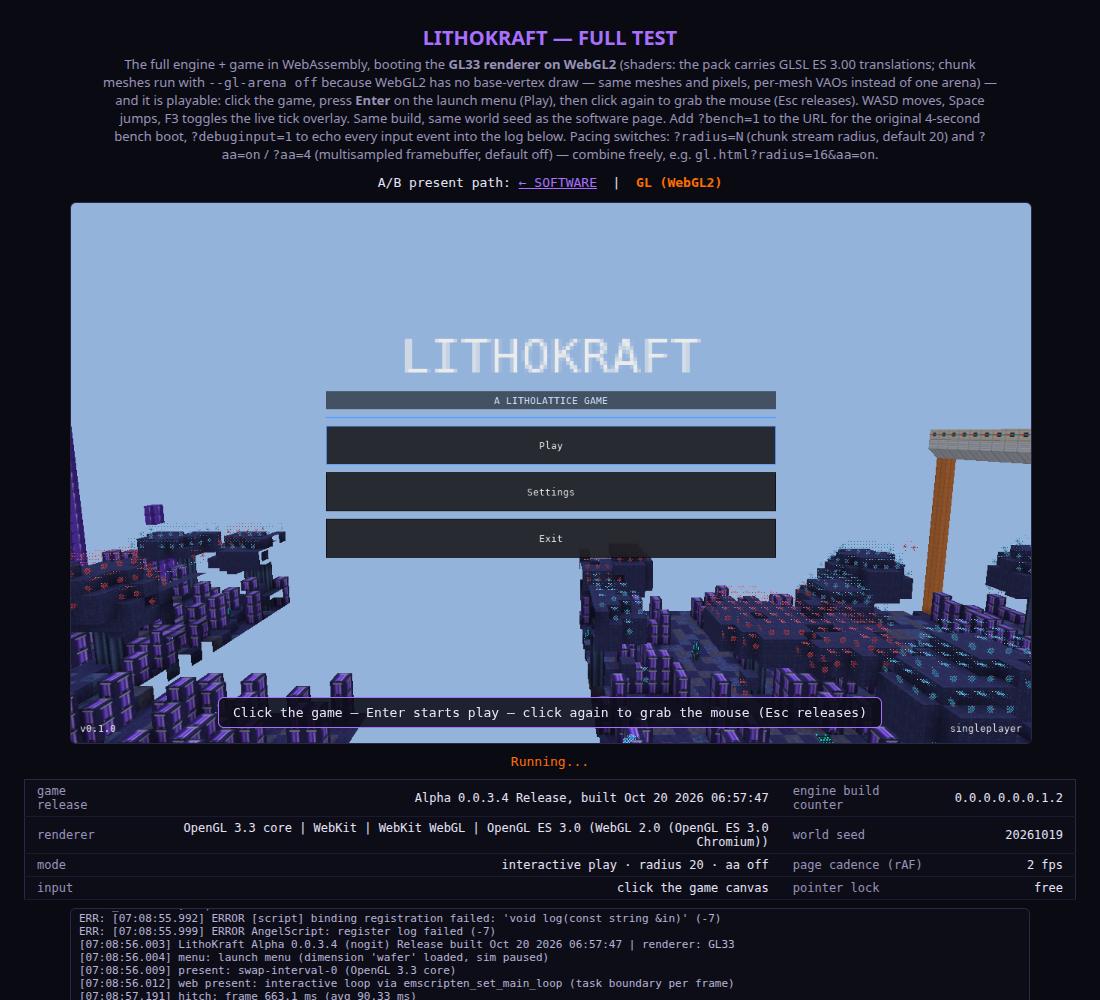 LITHOKRAFT — FULL TEST
The full engine + game in WebAssembly, booting the GL33 renderer on WebGL2 (shaders: the pack carries GLSL ES 3.00 translations; chunk
meshes run with --gl-arena off because WebGL2 has no base-vertex draw — same meshes and pixels, per-mesh VAOs instead of one arena) —
and it is playable: click the game, press Enter on the launch menu (Play), then click again to grab the mouse (Esc releases). WASD moves, Space
jumps, F3 toggles the live tick overlay. Same build, same world seed as the software page. Add ?bench=1 to the URL for the original 4-second
bench boot, ?debuginput=1 to echo every input event into the log below. Pacing switches: ?radius=N (chunk stream radius, default 20) and ?
aa=on / ?aa=4 (multisampled framebuffer, default off) — combine freely, e.g. gl.html?radius=16&aa=on.
A/B present path: ← SOFTWARE | GL (WebGL2)
LITHOKRAFT
A LITHOLATTICE GAME
Play
Settings
Exit
Click the game — Enter starts play — click again to grab the mouse (Esc releases)
v0.1.0
singleplayer
Running...
game release
Alpha 0.0.3.4 Release, built Oct 20 2026 06:57:47
engine build counter
0.0.0.0.0.0.1.2
renderer
OpenGL 3.3 core | WebKit | WebKit WebGL | OpenGL ES 3.0 (WebGL 2.0 (OpenGL ES 3.0
Chromium))
world seed
20261019
mode
interactive play · radius 20 · aa off
page cadence (rAF)
2 fps
input
click the game canvas
pointer lock
free
ERR: [07:08:55.992] ERROR [script] binding registration failed: 'void log(const string &in)' (-7)
ERR: [07:08:55.999] ERROR AngelScript: register log failed (-7)
[07:08:56.003] LithoKraft Alpha 0.0.3.4 (nogit) Release built Oct 20 2026 06:57:47 | renderer: GL33
[07:08:56.004] menu: launch menu (dimension 'wafer' loaded, sim paused)
[07:08:56.009] present: swap-interval-0 (OpenGL 3.3 core)
[07:08:56.012] web present: interactive loop via emscripten_set_main_loop (task boundary per frame)
[07:08:57.191] hitch: frame 663.1 ms (avg 90.33 ms)